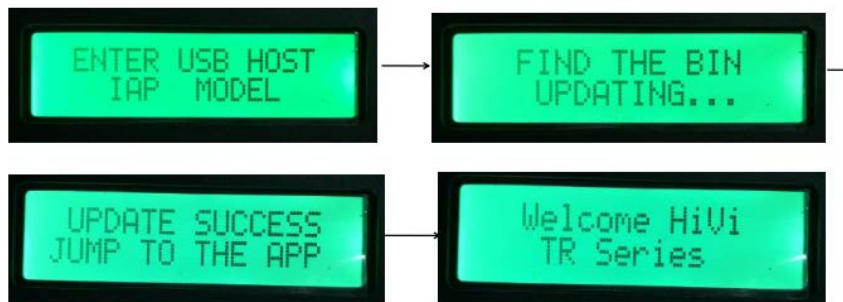 ENTER USB HOST
IAP MODEL
FIND THE BIN
UPDATING...
UPDATE SUCCESS
JUMP TO THE APP
Welcome HiVi
TR Series